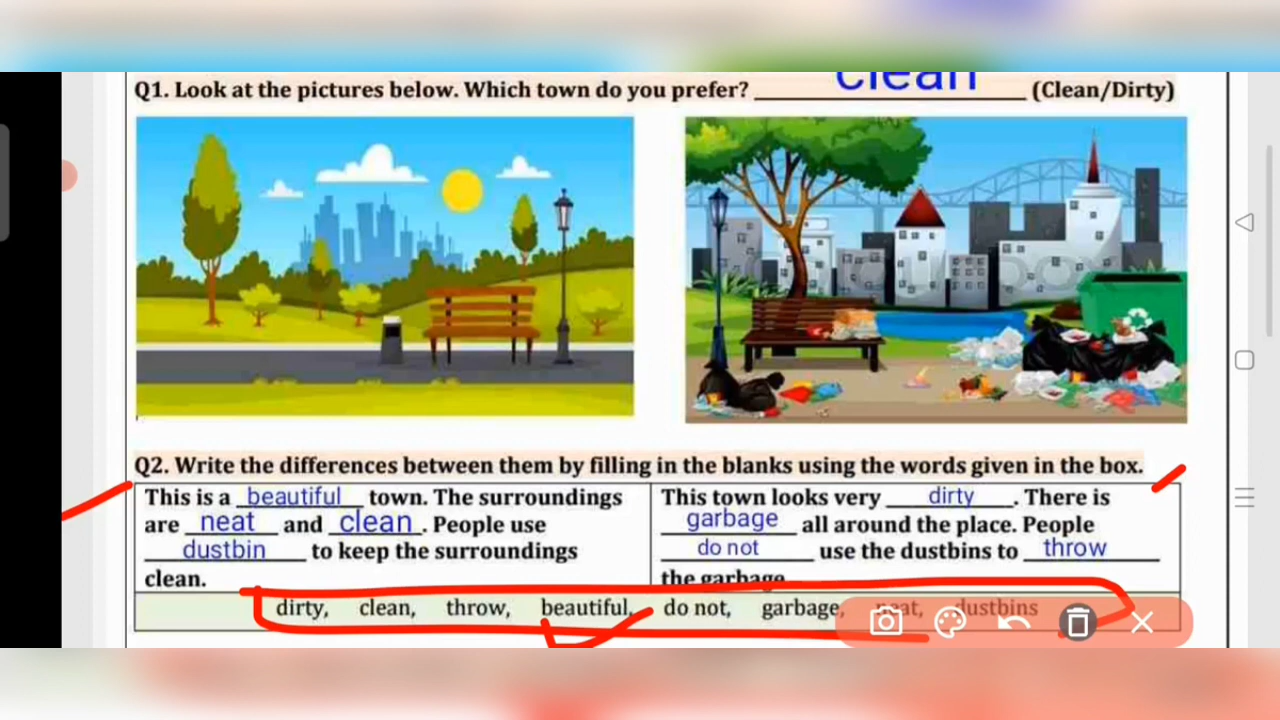 Q1. Look at the pictures below. Which town do you prefer? clean (Clean/Dirty)
Q2. Write the differences between them by filling in the blanks using the words given in the box.
This is a beautiful town. The surroundings
are neat and clean. People use
dustbin to keep the surroundings
clean.
This town looks very dirty. There is
garbage all around the place. People
do not use the dustbins to throw
the garbage
dirty, clean, throw, beautiful, do not, garbage, neat, dustbins